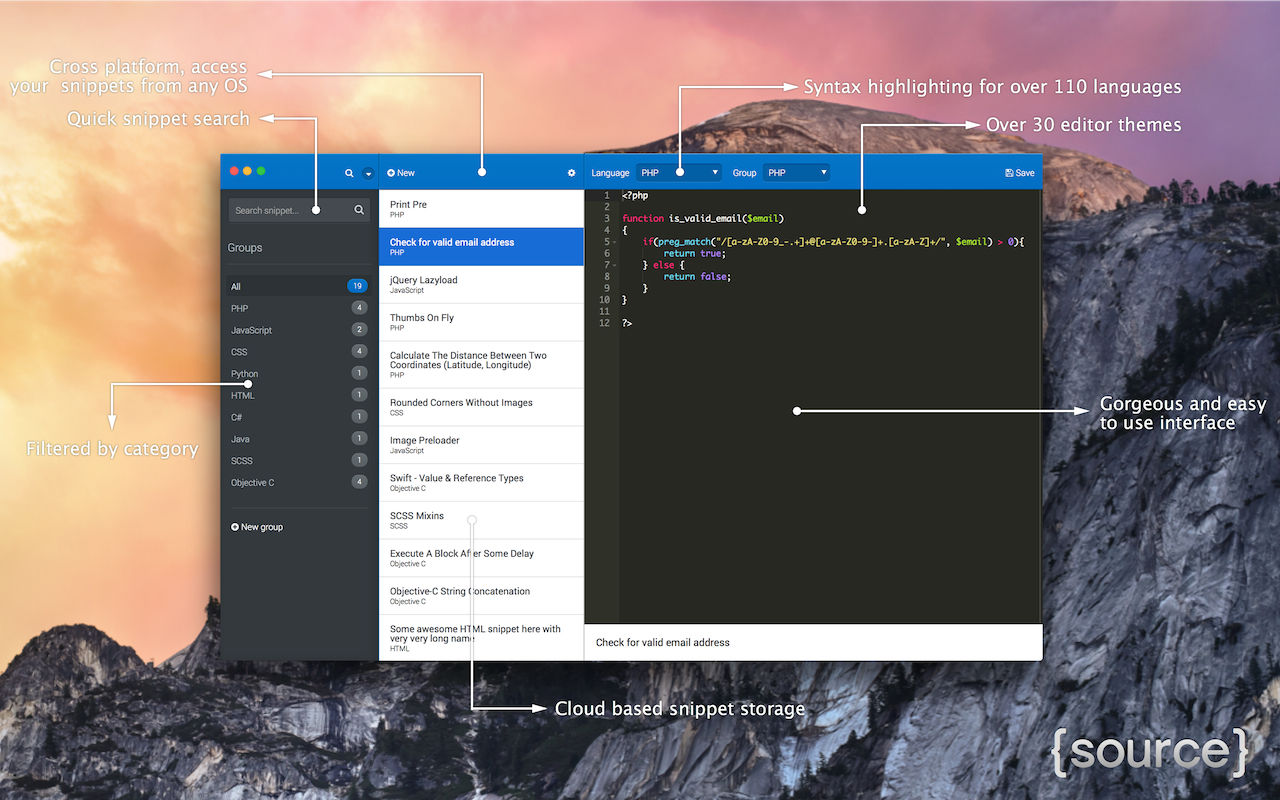 Cross platform, access
your snippets from any OS
Quick snippet search
Syntax highlighting for over 110 languages
Over 30 editor themes
Filtered by category
Gorgeous and easy
to use interface
Cloud based snippet storage
{source}
New
Language PHP Group PHP Save
Search snippet...
Groups
All 19
PHP 4
JavaScript 2
CSS 4
Python 1
HTML 1
C# 1
Java 1
SCSS 1
Objective C 4
New group
Print Pre
PHP
Check for valid email address
PHP
jQuery Lazyload
JavaScript
Thumbs On Fly
PHP
Calculate The Distance Between Two
Coordinates (Latitude, Longitude)
PHP
Rounded Corners Without Images
CSS
Image Preloader
JavaScript
Swift - Value & Reference Types
Objective C
SCSS Mixins
SCSS
Execute A Block After Some Delay
Objective C
Objective-C String Concatenation
Objective C
Some awesome HTML snippet here with
very very long name
HTML
1 <?php
2
3 function is_valid_email($email)
4 {
5 if(preg_match("/[a-zA-Z0-9_-.+]+@[a-zA-Z0-9-]+.[a-zA-Z]+/", $email) > 0){
6 return true;
7 } else {
8 return false;
9 }
10 }
11
12 ?>
Check for valid email address